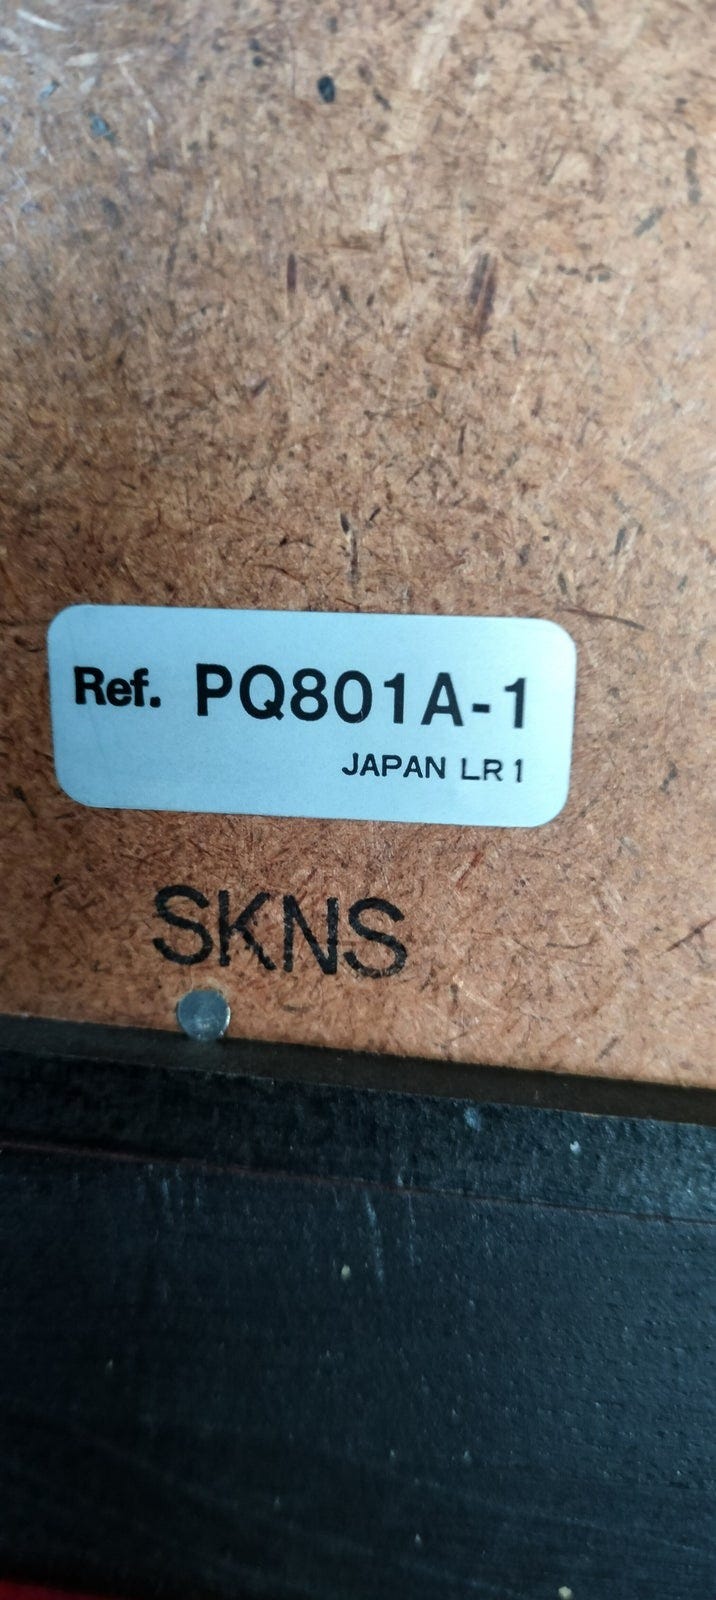 Ref. PQ801A-1
JAPAN LR1
SKNS